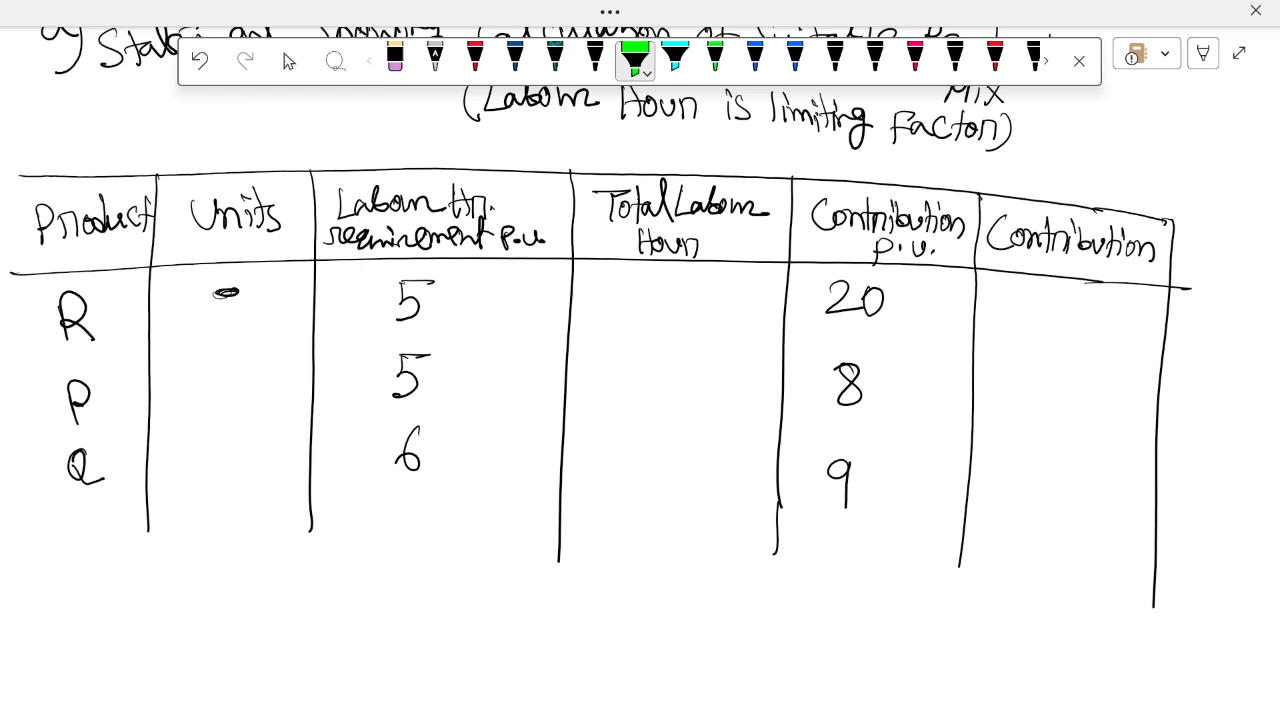 (Labour Hour is limiting Factor)
Mix
Product Units Labour Hr. requirement p.u. Total Labour Hour Contribution p.u. Contribution
R - 5 20
P 5 8
Q 6 9